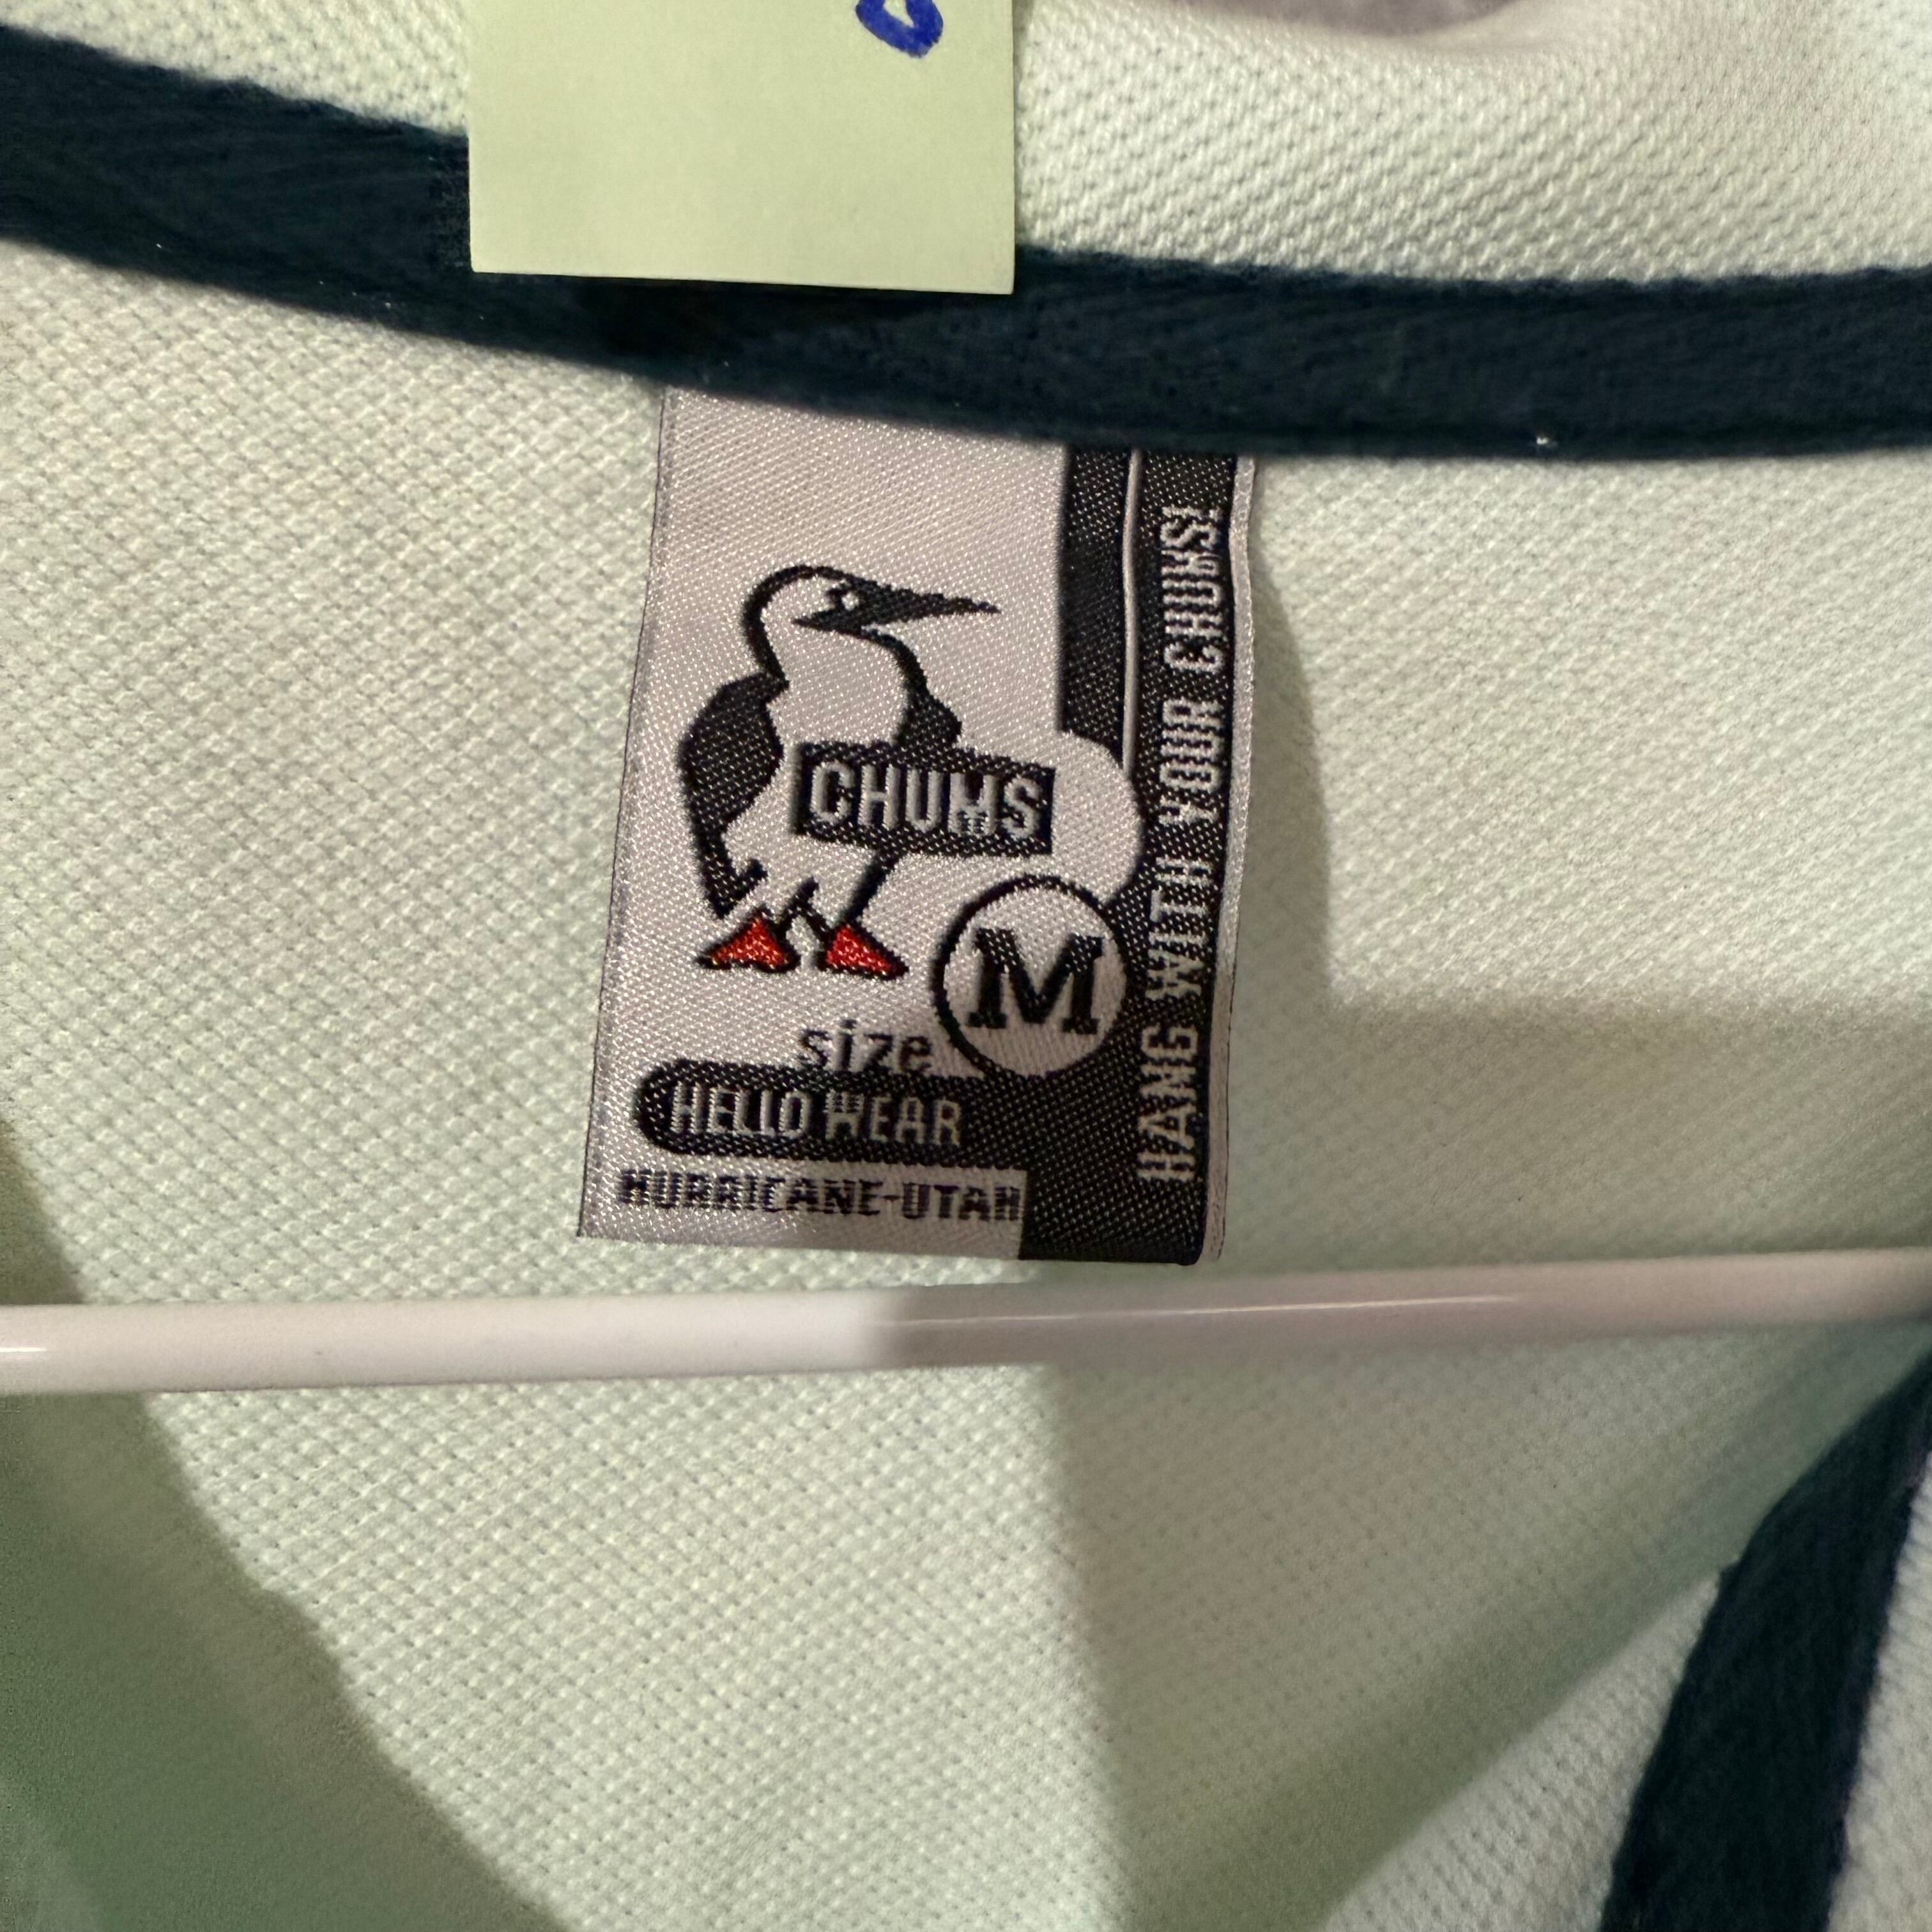 CHUMS
size M
HELLO WEAR
HURRICANE-UTAH
HANG WITH YOUR CHUMS!